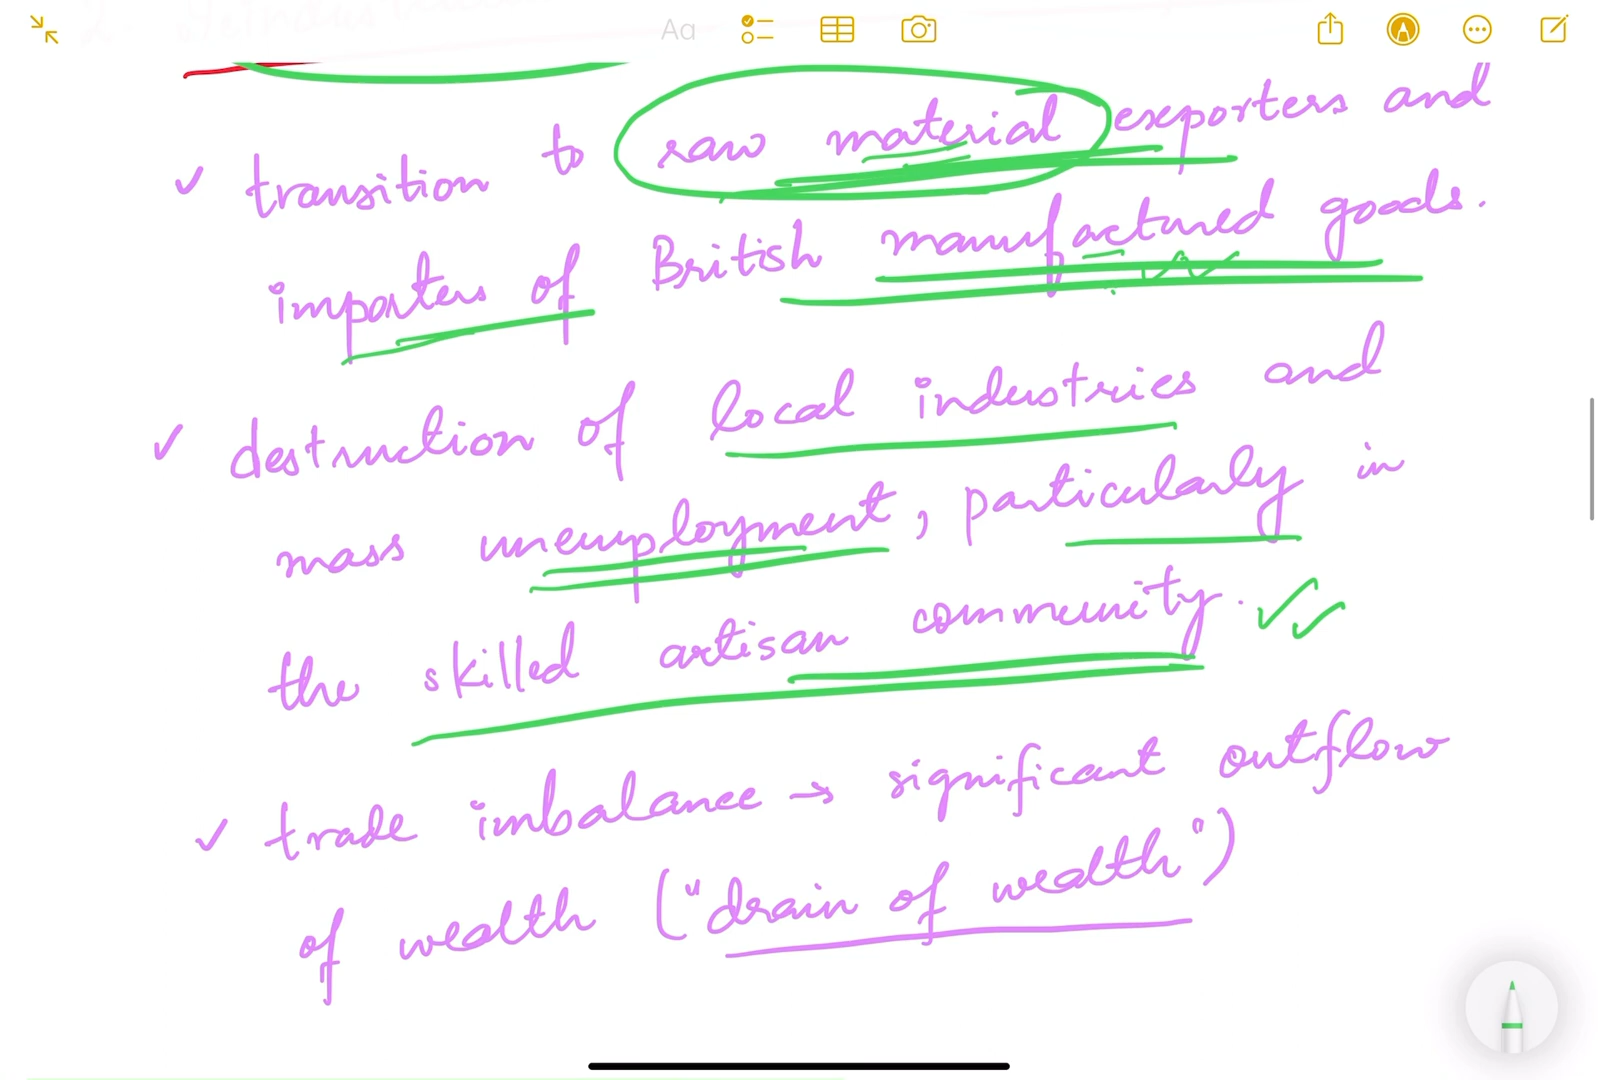 Aa
✓ transition to raw material exporters and
importers of British manufactured goods.
✓ destruction of local industries and
mass unemployment, particularly in
the skilled artisan community. ✓✓
✓ trade imbalance → significant outflow
of wealth ("drain of wealth")